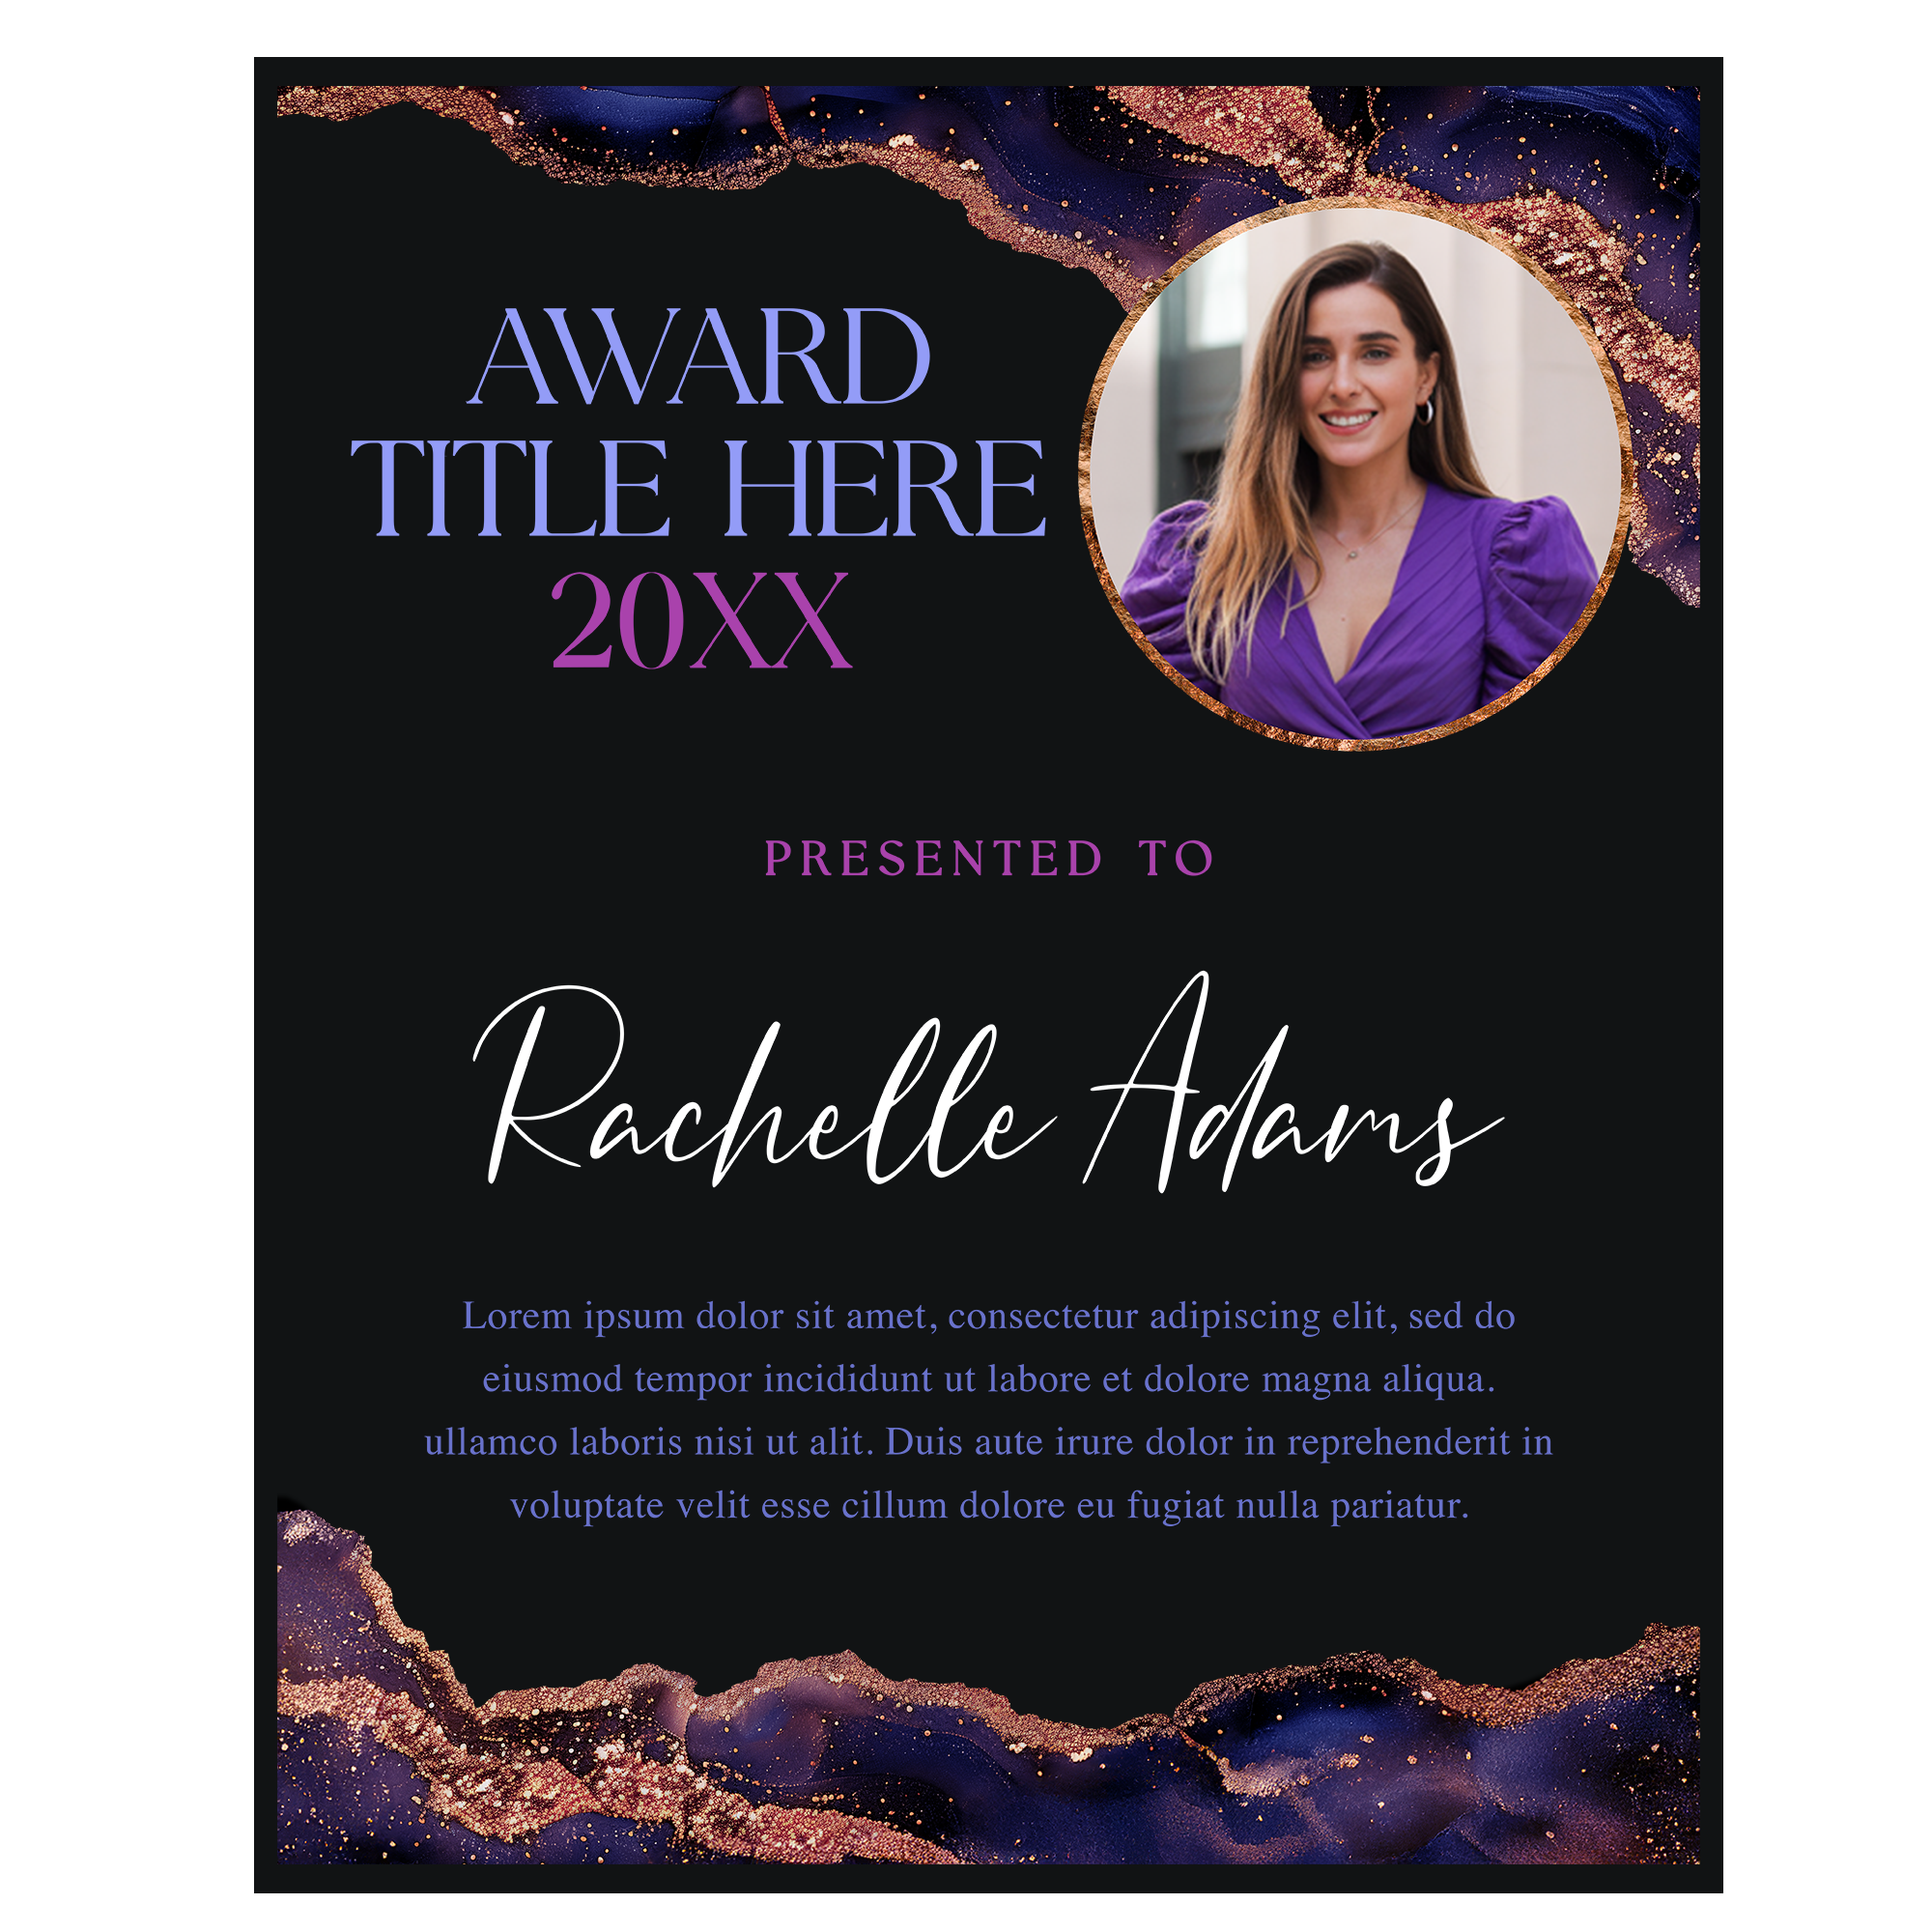 AWARD
TITLE HERE
20XX
PRESENTED TO
Rachelle Adams
Lorem ipsum dolor sit amet, consectetur adipiscing elit, sed do
eiusmod tempor incididunt ut labore et dolore magna aliqua.
ullamco laboris nisi ut alit. Duis aute irure dolor in reprehenderit in
voluptate velit esse cillum dolore eu fugiat nulla pariatur.